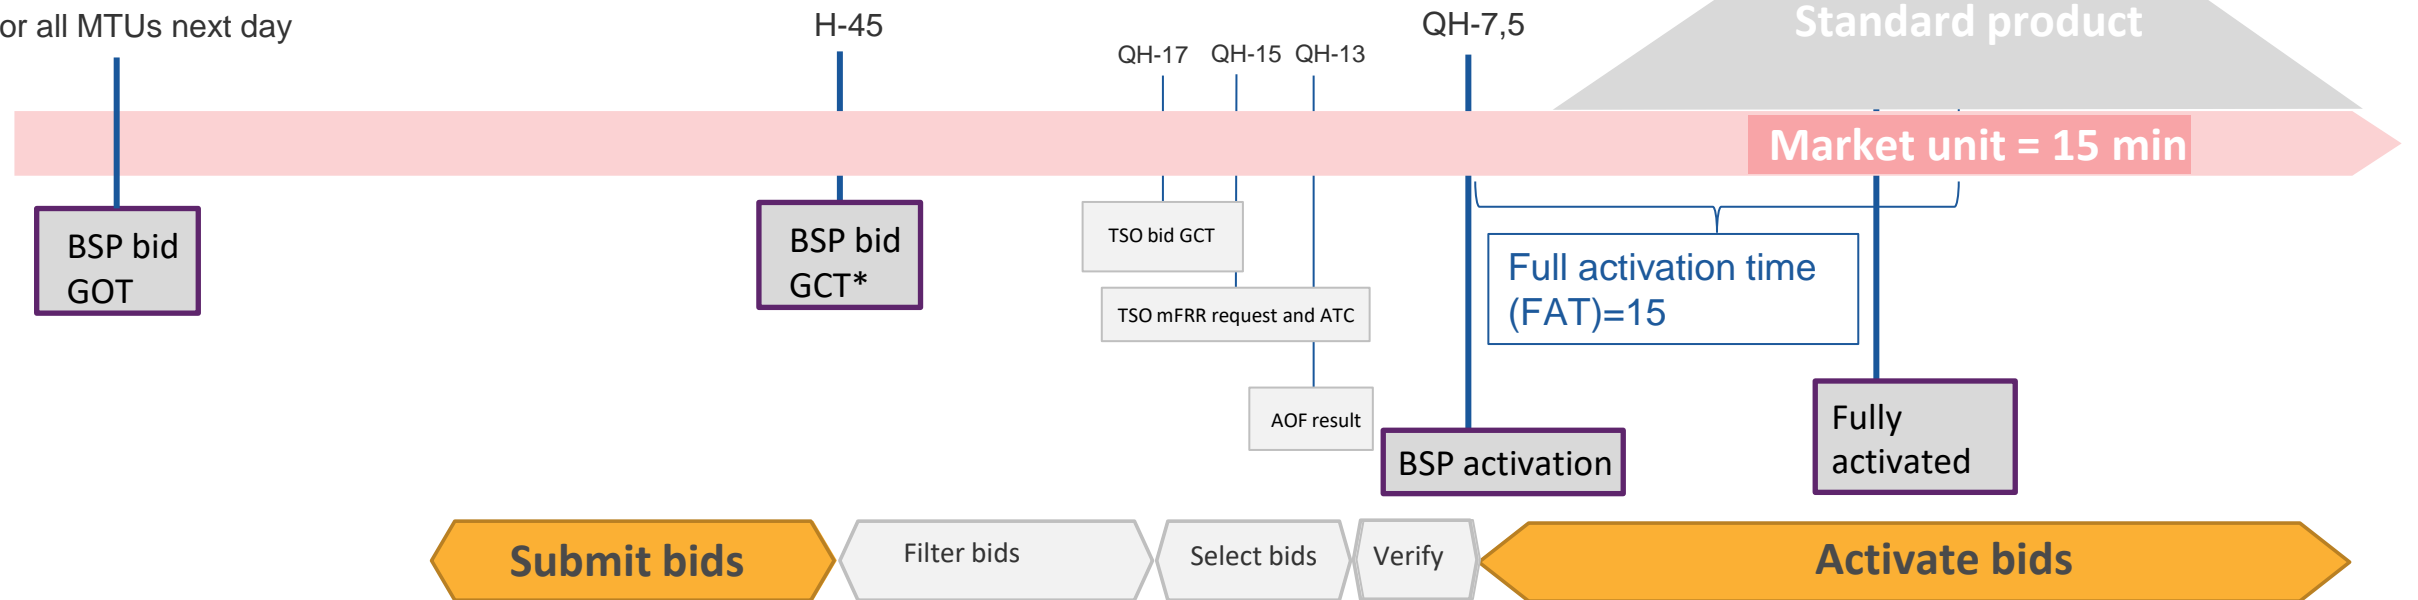 or all MTUs next day
H-45
QH-17
QH-15
QH-13
QH-7,5
Standard product
Market unit = 15 min
BSP bid
GOT
BSP bid
GCT*
TSO bid GCT
TSO mFRR request and ATC
AOF result
Full activation time
(FAT)=15
BSP activation
Fully
activated
Submit bids
Filter bids
Select bids
Verify
Activate bids